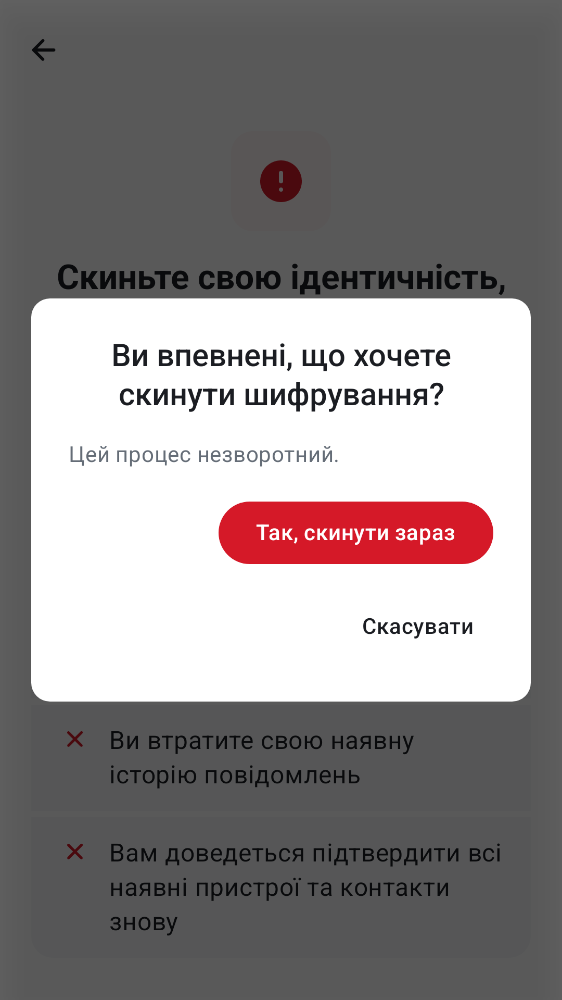 Скиньте свою ідентичність,
Ви впевнені, що хочете
скинути шифрування?
Цей процес незворотний.
Так, скинути зараз
Скасувати
Ви втратите свою наявну
історію повідомлень
Вам доведеться підтвердити всі
наявні пристрої та контакти
знову